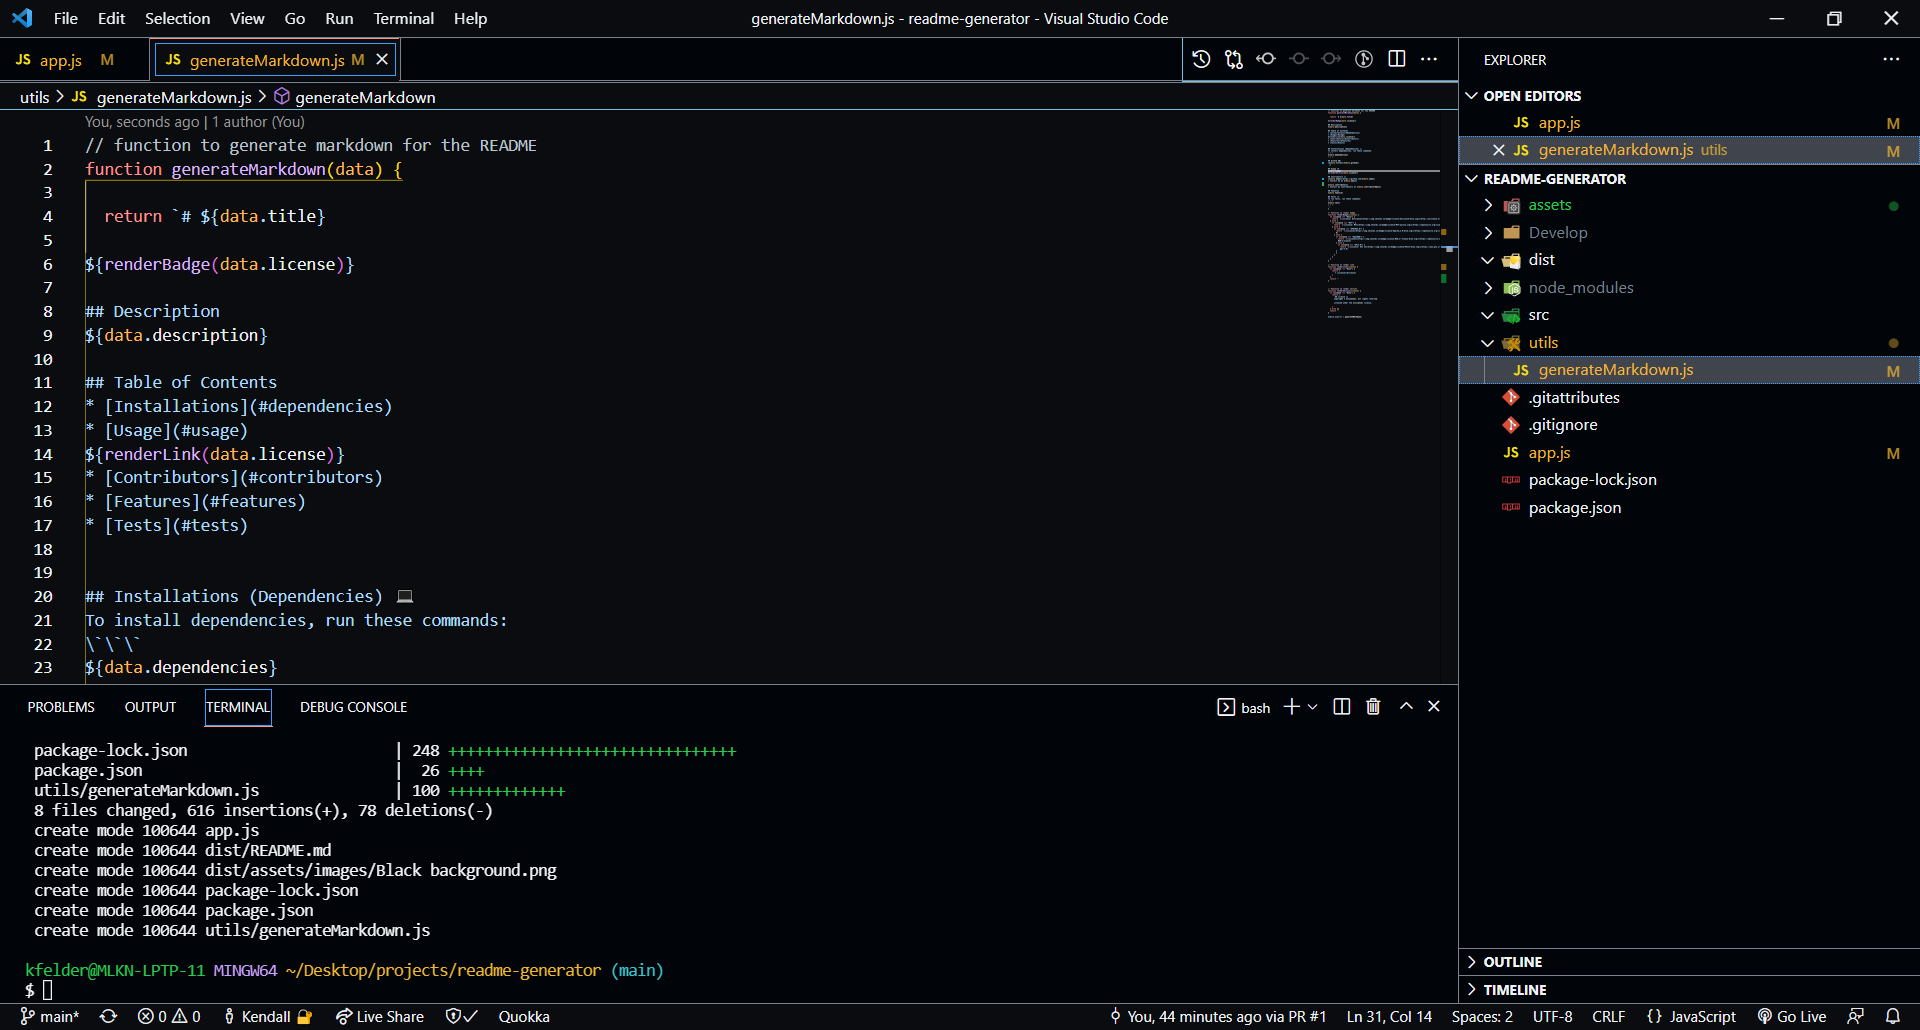 File Edit Selection View Go Run Terminal Help
generateMarkdown.js - readme-generator - Visual Studio Code
JS app.js M
JS generateMarkdown.js M
utils > JS generateMarkdown.js > generateMarkdown
You, seconds ago | 1 author (You)
1 // function to generate markdown for the README
2 function generateMarkdown(data) {
3
4 return `# ${data.title}
5
6 ${renderBadge(data.license)}
7
8 ## Description
9 ${data.description}
10
11 ## Table of Contents
12 * [Installations](#dependencies)
13 * [Usage](#usage)
14 ${renderLink(data.license)}
15 * [Contributors](#contributors)
16 * [Features](#features)
17 * [Tests](#tests)
18
19
20 ## Installations (Dependencies) 💻
21 To install dependencies, run these commands:
22 \`\`\`
23 ${data.dependencies}
PROBLEMS OUTPUT TERMINAL DEBUG CONSOLE
bash
package-lock.json | 248 ++++++++++++++++++++++++++++++++
package.json | 26 ++++
utils/generateMarkdown.js | 100 +++++++++++++
8 files changed, 616 insertions(+), 78 deletions(-)
create mode 100644 app.js
create mode 100644 dist/README.md
create mode 100644 dist/assets/images/Black background.png
create mode 100644 package-lock.json
create mode 100644 package.json
create mode 100644 utils/generateMarkdown.js
kfelder@MLKN-LPTP-11 MINGW64 ~/Desktop/projects/readme-generator (main)
$
EXPLORER
OPEN EDITORS
JS app.js M
JS generateMarkdown.js utils M
README-GENERATOR
assets
Develop
dist
node_modules
src
utils
JS generateMarkdown.js M
.gitattributes
.gitignore
JS app.js M
package-lock.json
package.json
OUTLINE
TIMELINE
main* 0 0 Kendall Live Share Quokka
You, 44 minutes ago via PR #1 Ln 31, Col 14 Spaces: 2 UTF-8 CRLF {} JavaScript Go Live